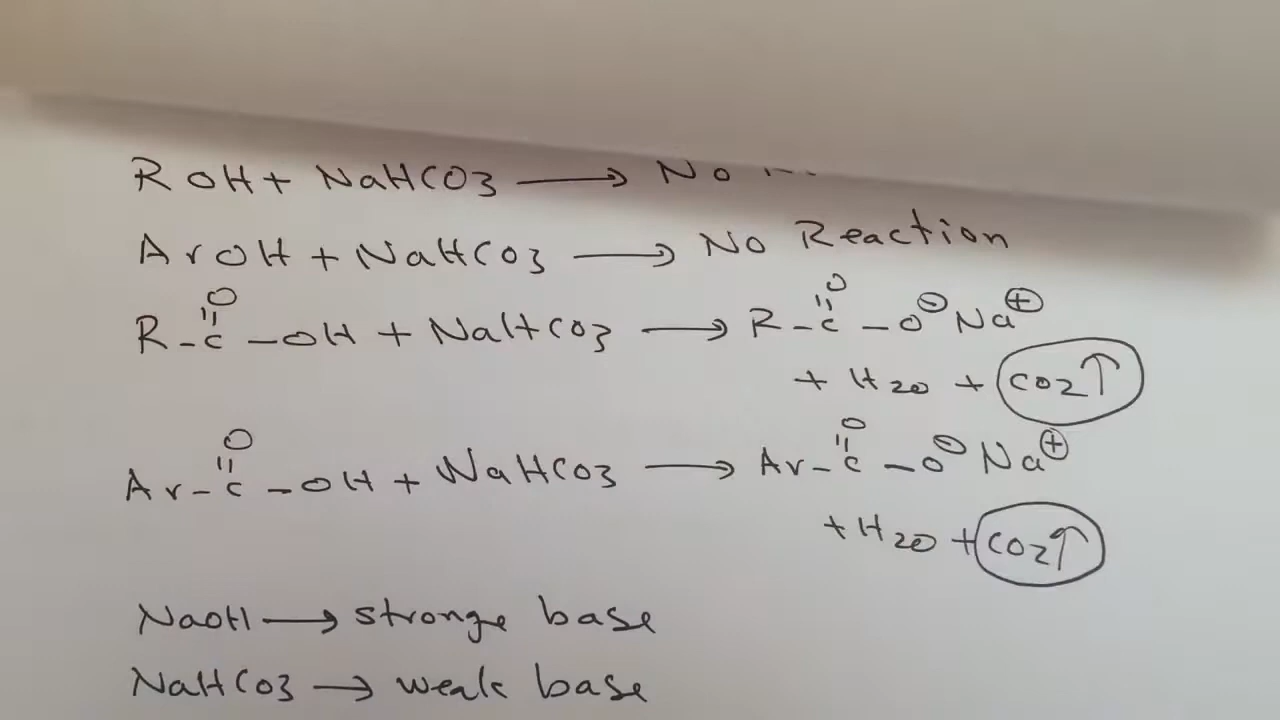 ROH + NaHCO3 ⟶ No
ArOH + NaHCO3 ⟶ No Reaction
O O
R-C-OH + NaHCO3 ⟶ R-C-O⊖ Na⊕
+ H2O + CO2↑
O O
Ar-C-OH + NaHCO3 ⟶ Ar-C-O⊖ Na⊕
+ H2O + CO2↑
NaOH ⟶ stronge base
NaHCO3 ⟶ weak base